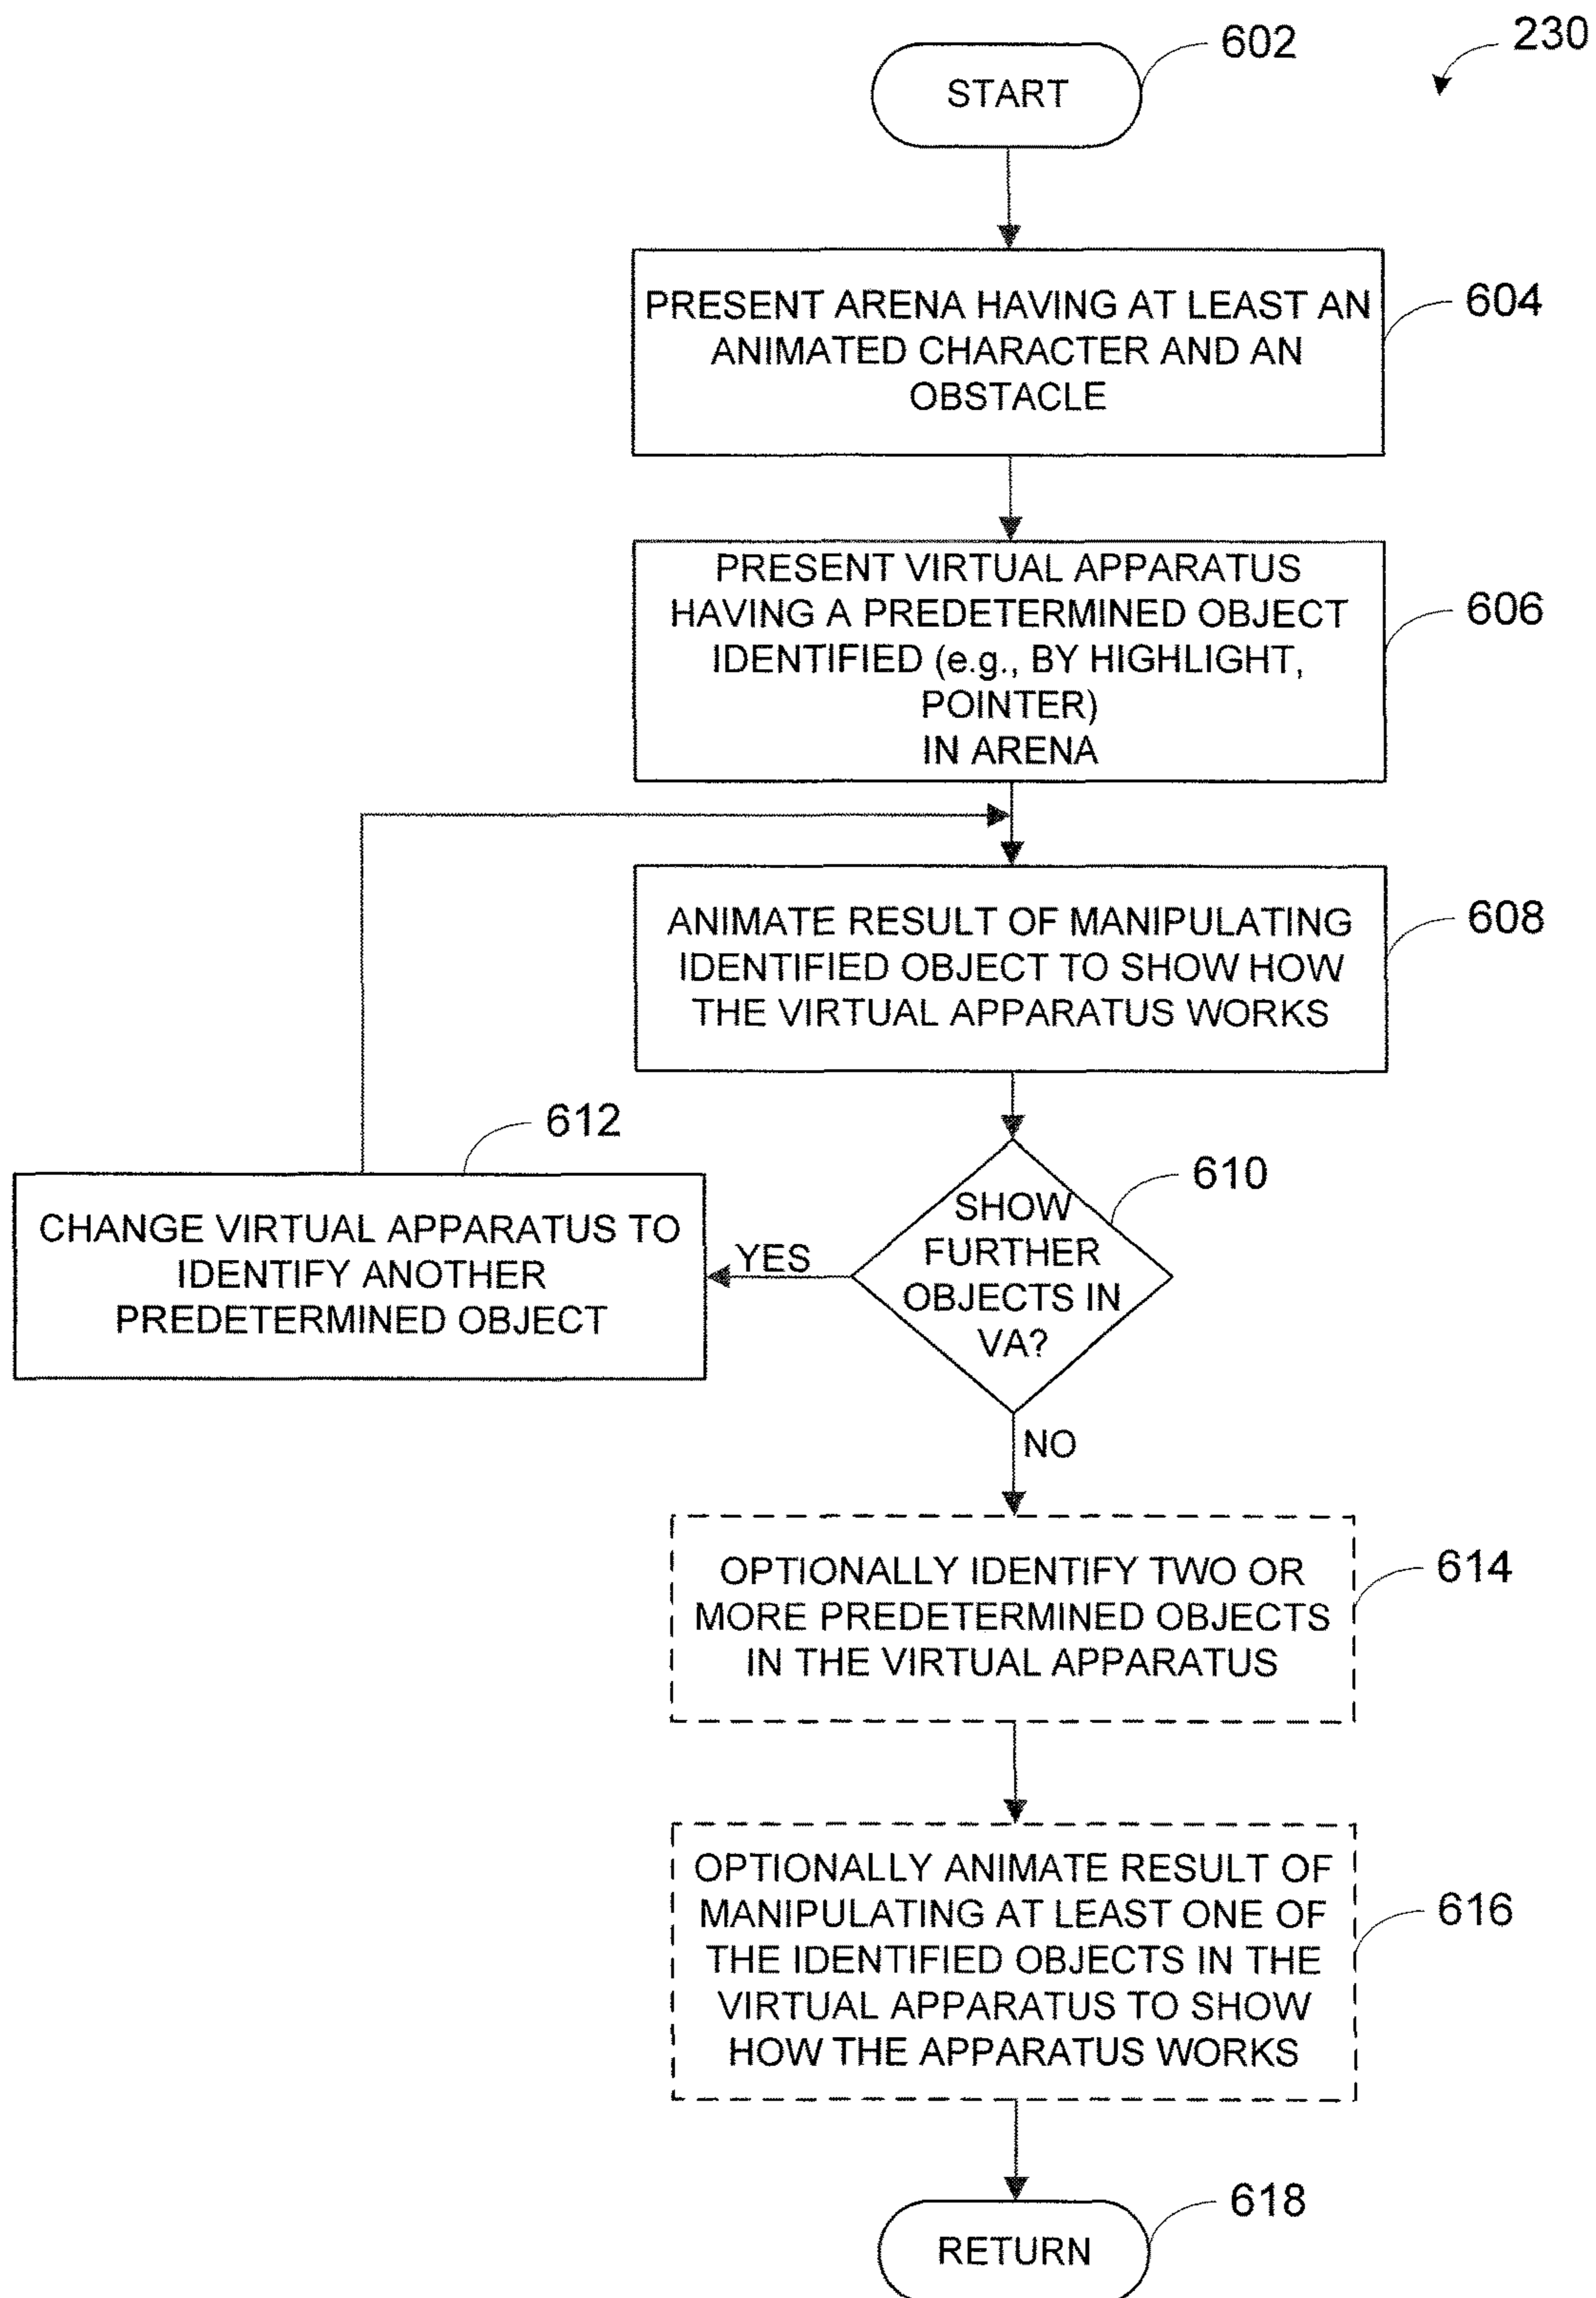 230
602
START
604
PRESENT ARENA HAVING AT LEAST AN
ANIMATED CHARACTER AND AN
OBSTACLE
606
PRESENT VIRTUAL APPARATUS
HAVING A PREDETERMINED OBJECT
IDENTIFIED (e.g., BY HIGHLIGHT,
POINTER)
IN ARENA
608
ANIMATE RESULT OF MANIPULATING
IDENTIFIED OBJECT TO SHOW HOW
THE VIRTUAL APPARATUS WORKS
610
SHOW
FURTHER
OBJECTS IN
VA?
YES
612
CHANGE VIRTUAL APPARATUS TO
IDENTIFY ANOTHER
PREDETERMINED OBJECT
NO
614
OPTIONALLY IDENTIFY TWO OR
MORE PREDETERMINED OBJECTS
IN THE VIRTUAL APPARATUS
616
OPTIONALLY ANIMATE RESULT OF
MANIPULATING AT LEAST ONE OF
THE IDENTIFIED OBJECTS IN THE
VIRTUAL APPARATUS TO SHOW
HOW THE APPARATUS WORKS
618
RETURN